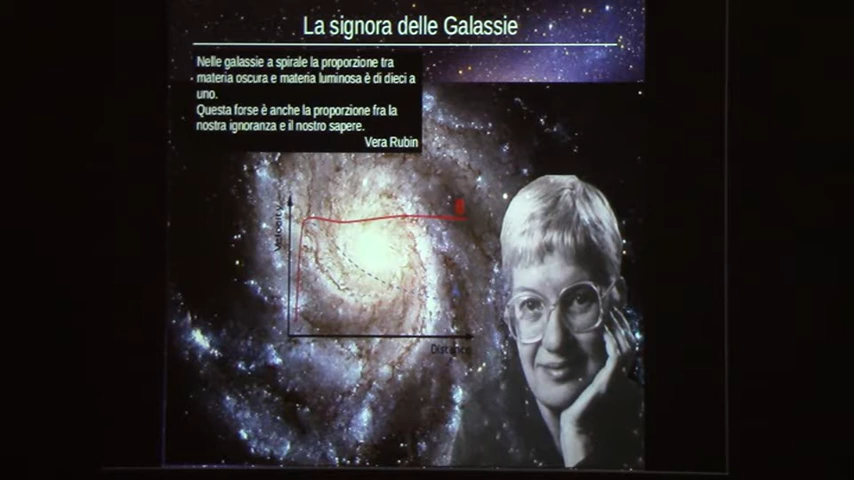 La signora delle Galassie
Nelle galassie a spirale la proporzione tra
materia oscura e materia luminosa è di dieci a
uno.
Questa forse è anche la proporzione fra la
nostra ignoranza e il nostro sapere.
Vera Rubin
B
Velocity
Distance